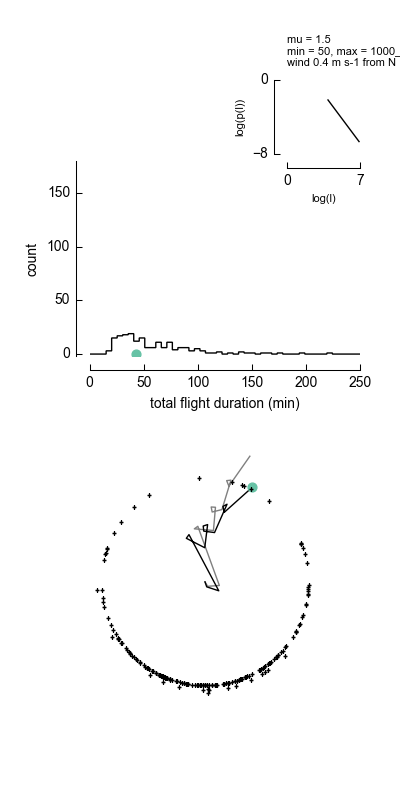 mu = 1.5
min = 50, max = 1000_
wind 0.4 m s-1 from N
0
−8
log(p(l))
0 7
log(l)
150
100
50
0
count
0 50 100 150 200 250
total flight duration (min)